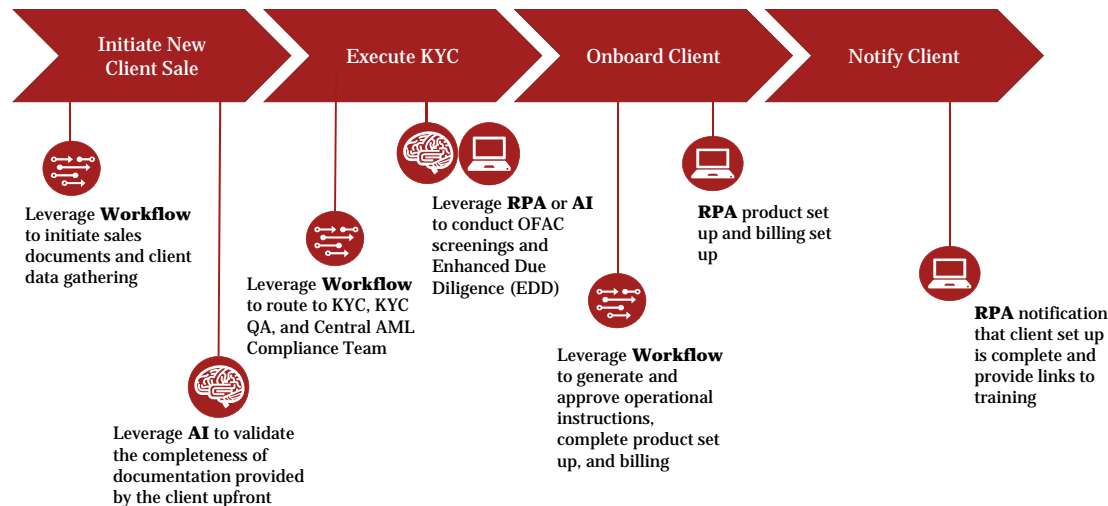 Initiate New
Client Sale
Execute KYC
Onboard Client
Notify Client
Leverage Workflow
to initiate sales
documents and client
data gathering
Leverage AI to validate
the completeness of
documentation provided
by the client upfront
Leverage Workflow
to route to KYC, KYC
QA, and Central AML
Compliance Team
Leverage RPA or AI
to conduct OFAC
screenings and
Enhanced Due
Diligence (EDD)
Leverage Workflow
to generate and
approve operational
instructions,
complete product set
up, and billing
RPA product set
up and billing set
up
RPA notification
that client set up
is complete and
provide links to
training